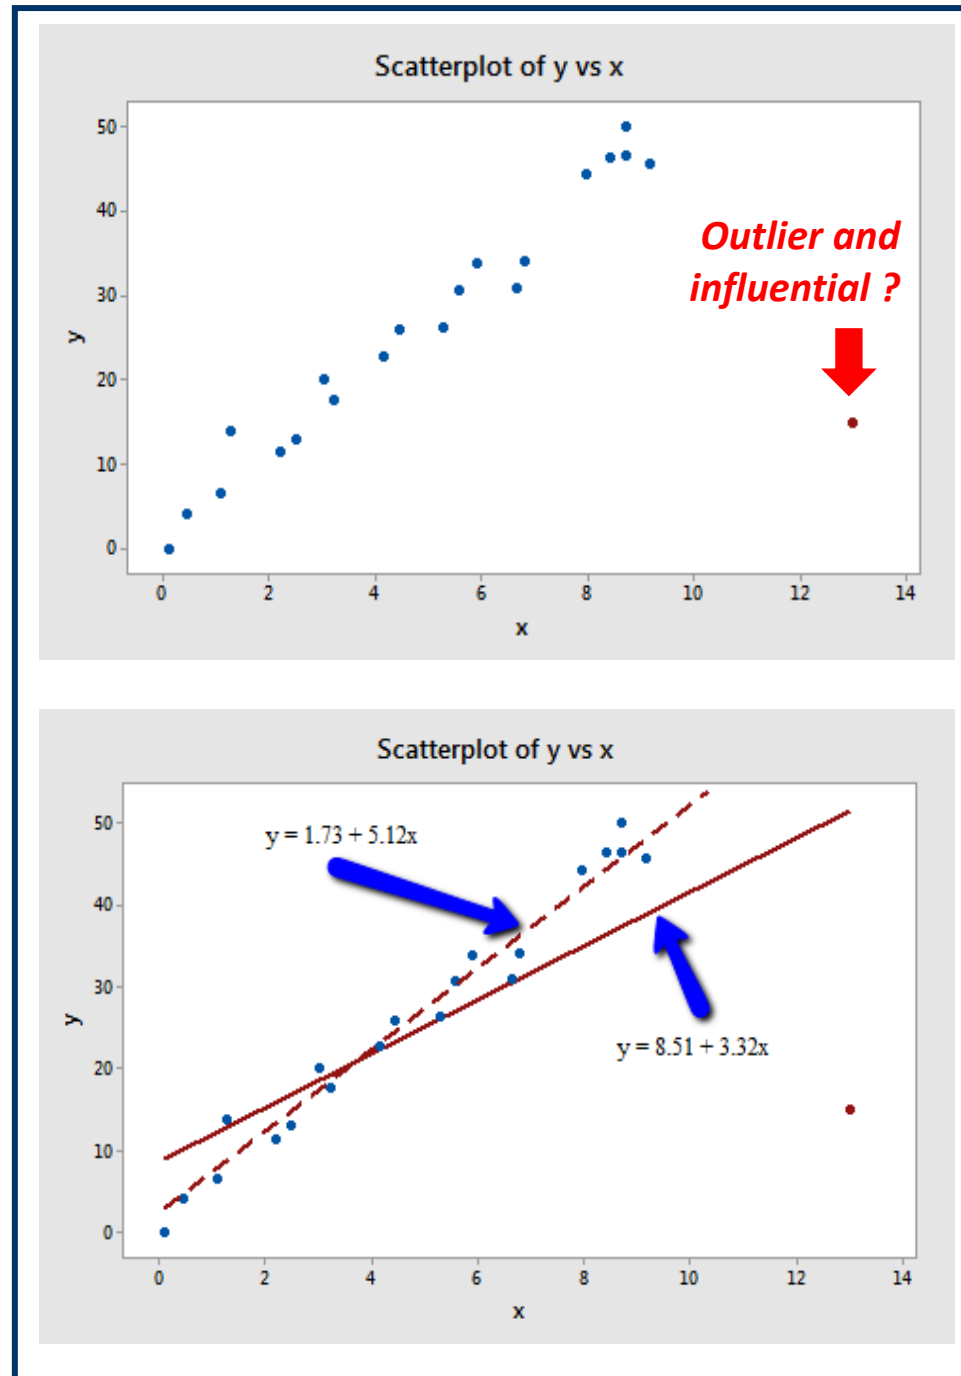 Scatterplot of y vs x
50
40
30
20
10
0
y
Outlier and
influential ?
0 2 4 6 8 10 12 14
x
Scatterplot of y vs x
50
40
30
20
10
0
y
y = 1.73 + 5.12x
y = 8.51 + 3.32x
0 2 4 6 8 10 12 14
x